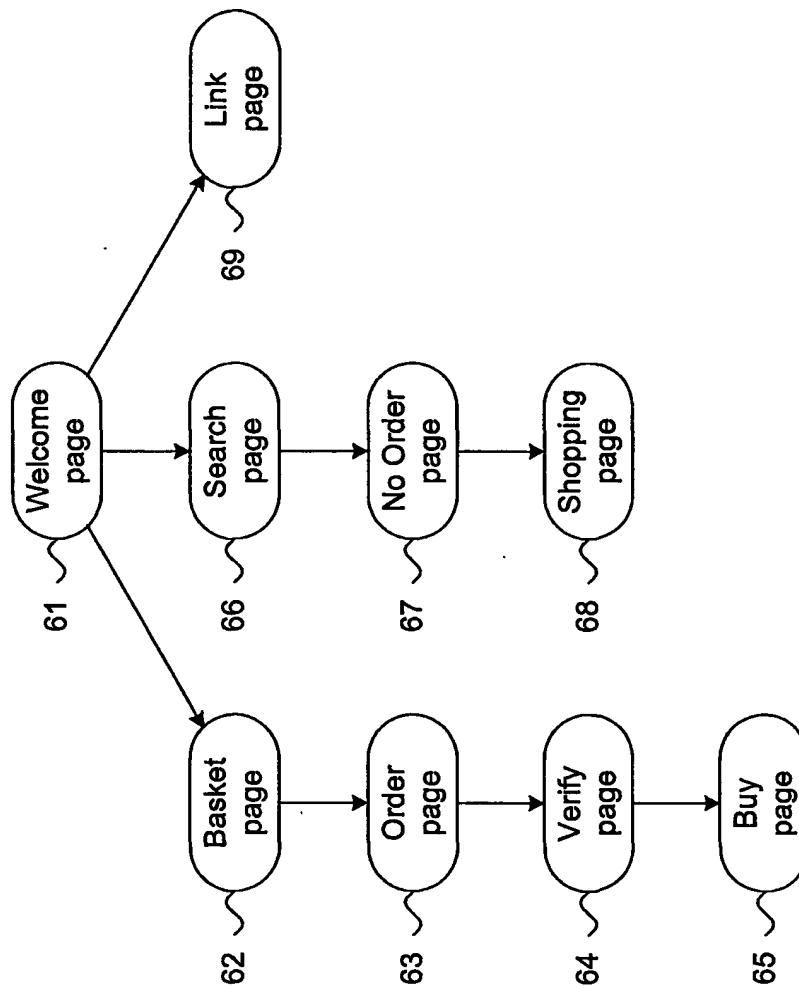 Welcome
page
61
Basket
page
62
Search
page
66
Link
page
69
Order
page
63
No Order
page
67
Verify
page
64
Shopping
page
68
Buy
page
65